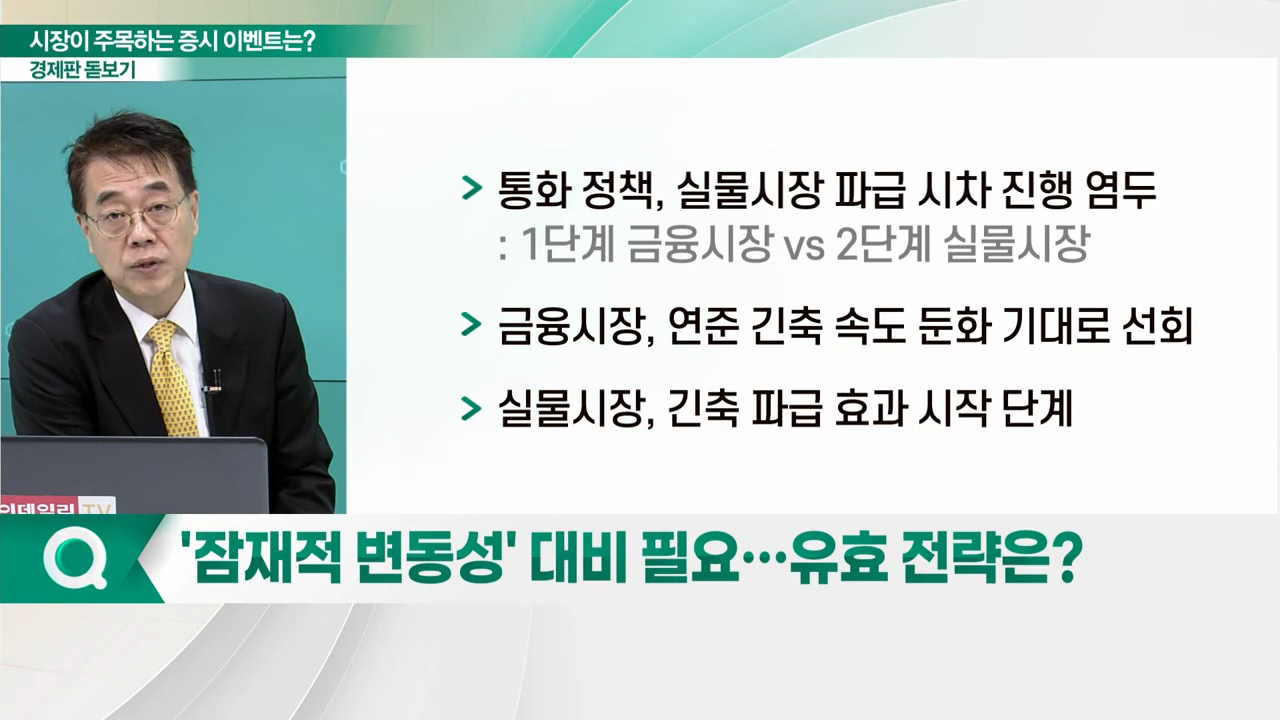 시장이 주목하는 증시 이벤트는?
경제판 돋보기
> 통화 정책, 실물시장 파급 시차 진행 염두
: 1단계 금융시장 vs 2단계 실물시장
> 금융시장, 연준 긴축 속도 둔화 기대로 선회
> 실물시장, 긴축 파급 효과 시작 단계
이데일리 TV
'잠재적 변동성' 대비 필요…유효 전략은?